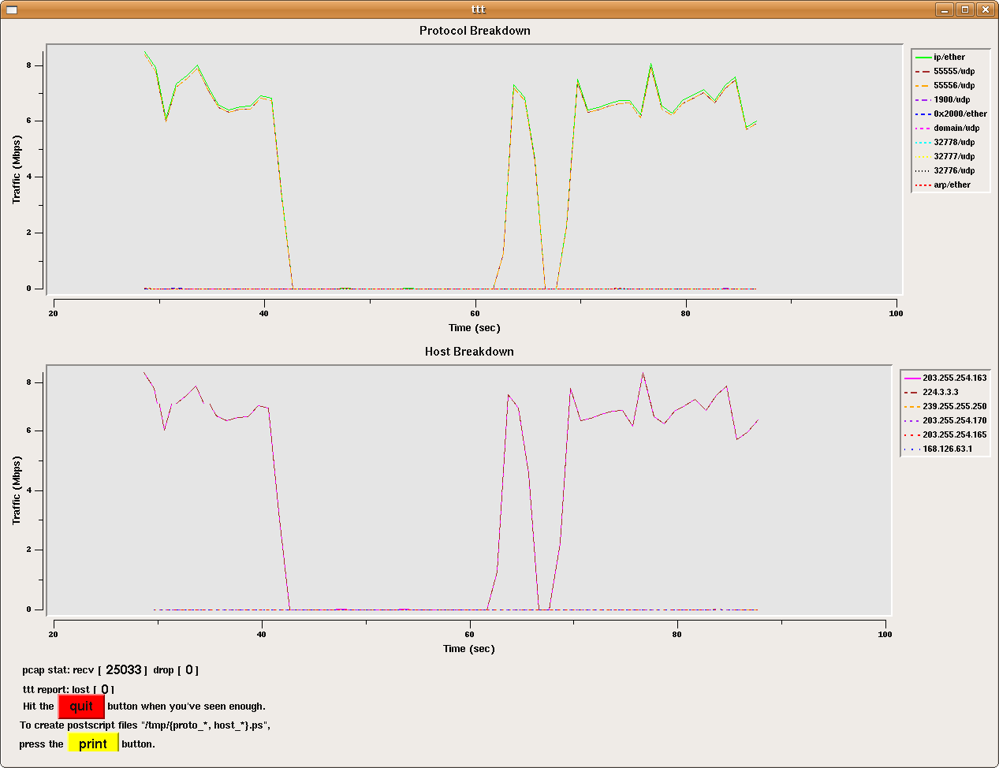 ttt
Protocol Breakdown
Traffic (Mbps)
8
6
4
2
0
20 40 60 80 100
Time (sec)
ip/ether
55555/udp
55556/udp
1900/udp
0x2000/ether
domain/udp
32778/udp
32777/udp
32776/udp
arp/ether
Host Breakdown
Traffic (Mbps)
8
6
4
2
0
20 40 60 80 100
Time (sec)
203.255.254.163
224.3.3.3
239.255.255.250
203.255.254.170
203.255.254.165
168.126.63.1
pcap stat: recv [ 25033 ] drop [ 0 ]
ttt report: lost [ 0 ]
Hit the quit button when you've seen enough.
To create postscript files "/tmp/{proto_*, host_*}.ps",
press the print button.